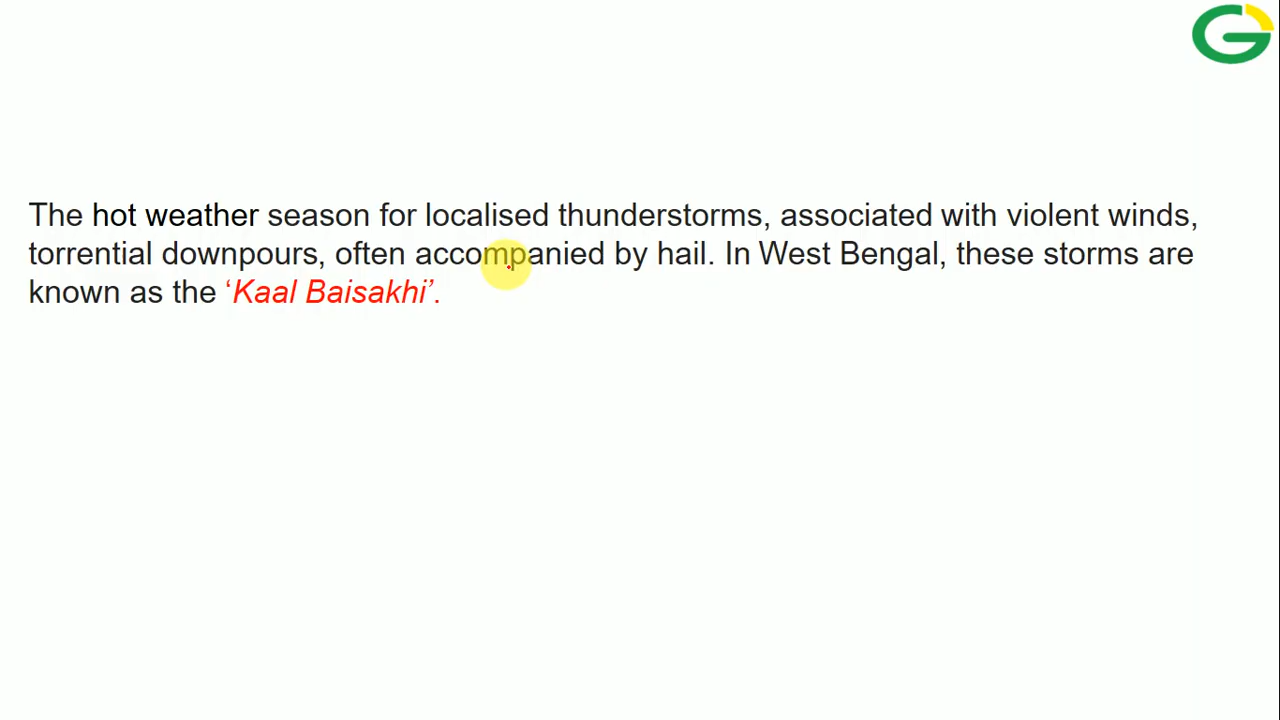 The hot weather season for localised thunderstorms, associated with violent winds,
torrential downpours, often accompanied by hail. In West Bengal, these storms are
known as the ‘Kaal Baisakhi’.